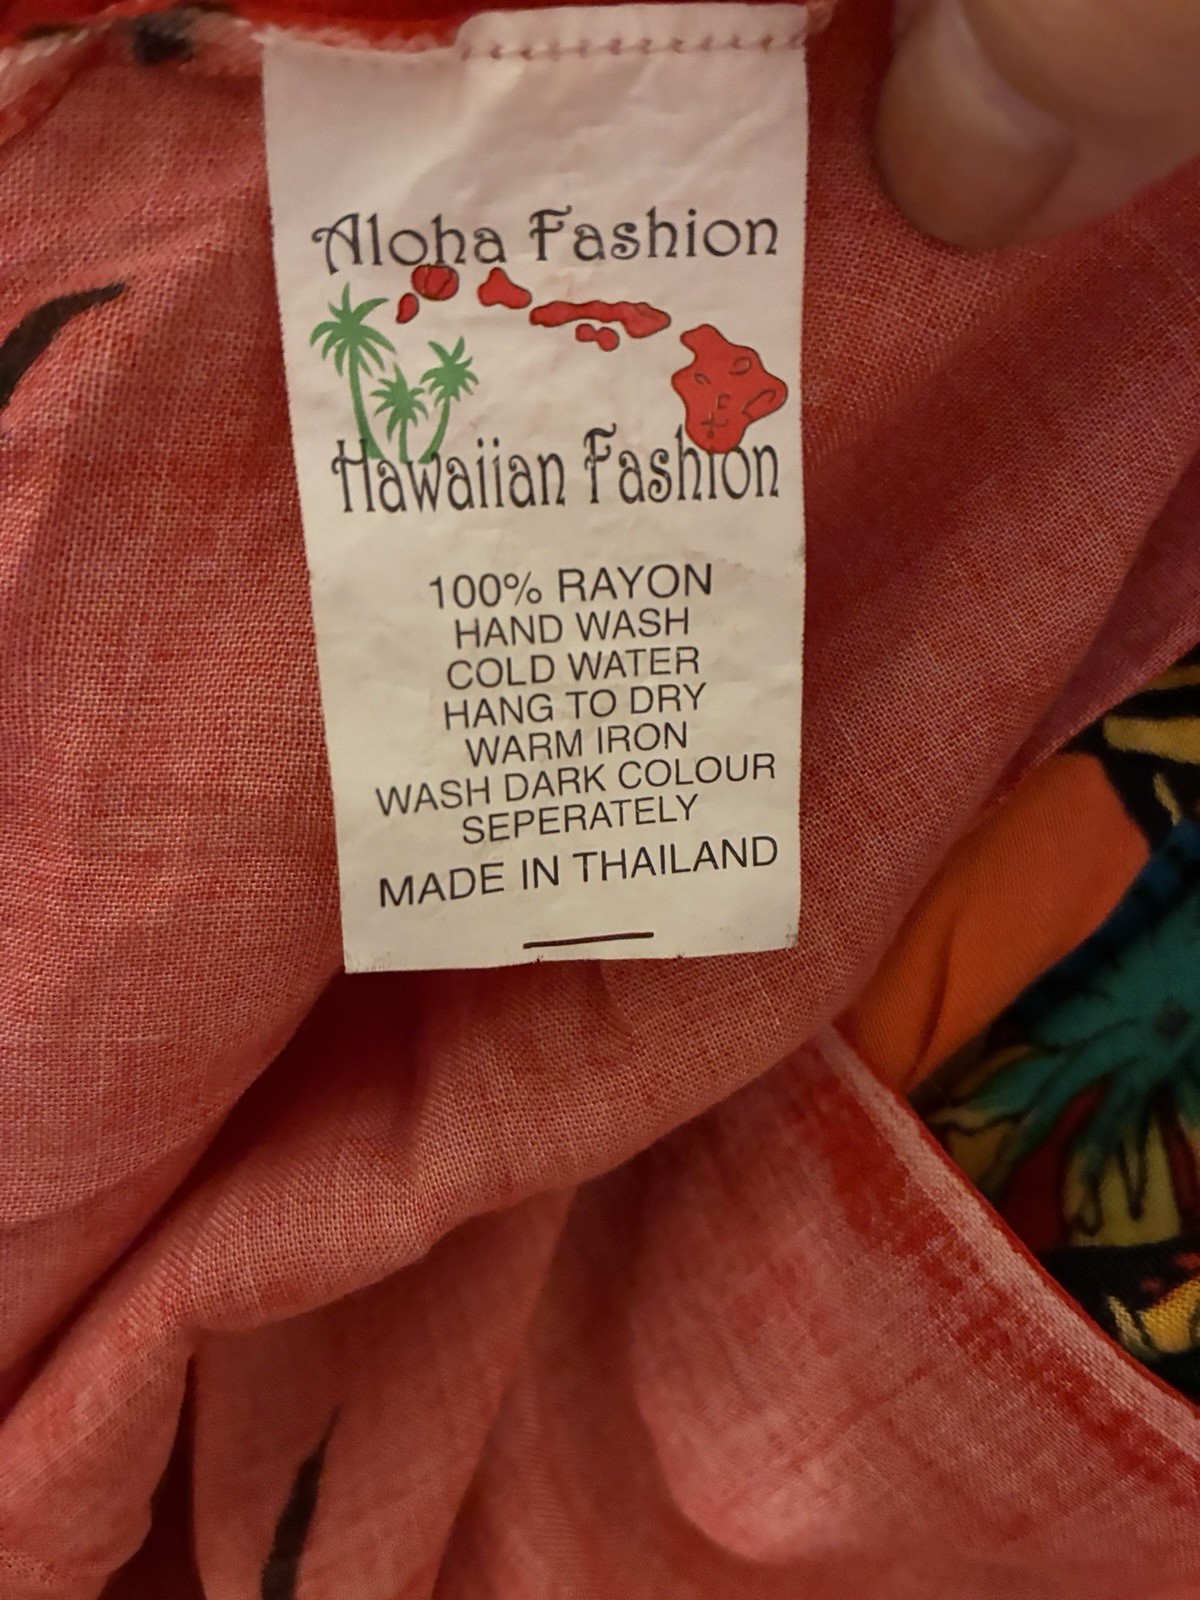 Aloha Fashion
Hawaiian Fashion
100% RAYON
HAND WASH
COLD WATER
HANG TO DRY
WARM IRON
WASH DARK COLOUR
SEPERATELY
MADE IN THAILAND